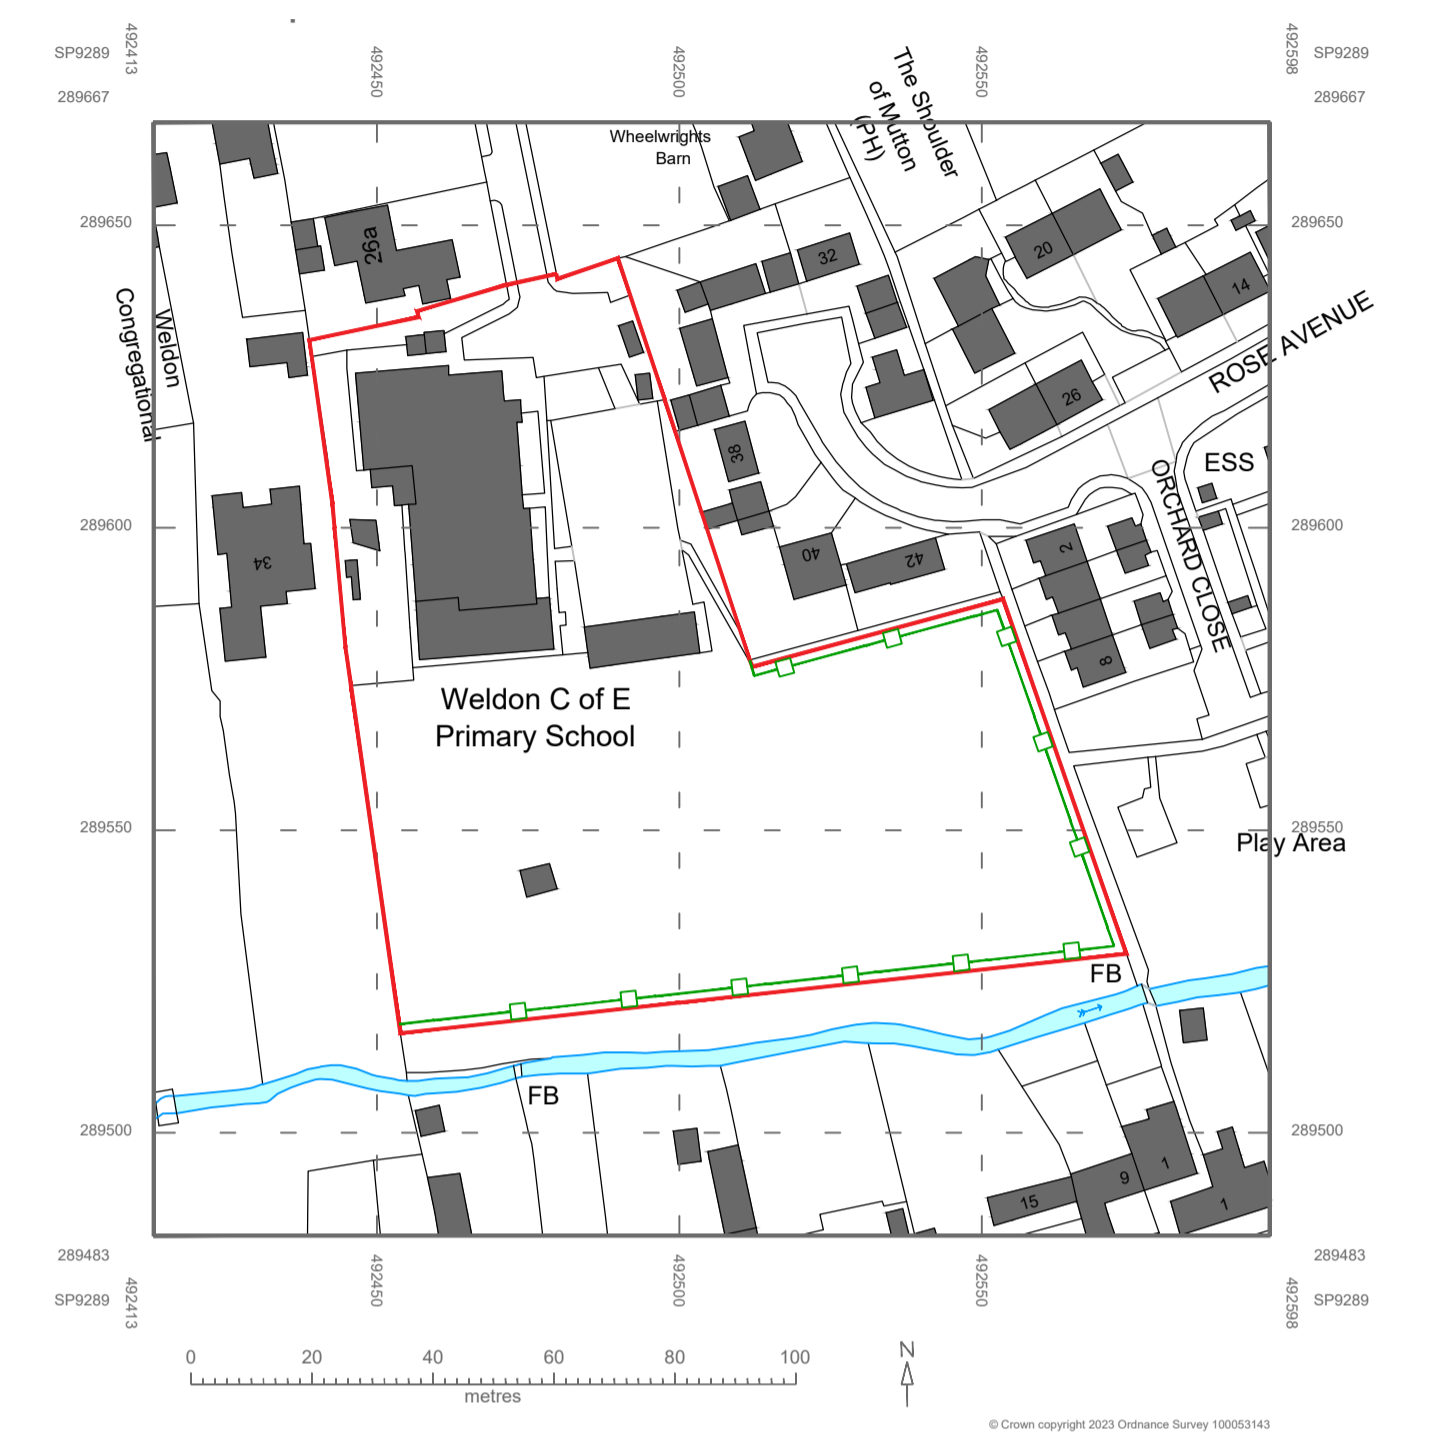 492413
492450
492500
492550
492598
SP9289
SP9289
289667
289667
The Shoulder
of Mutton
(PH)
Wheelwrights
Barn
289650
289650
26a
32
20
14
ROSE AVENUE
Weldon
Congregational
26
38
ESS
ORCHARD CLOSE
289600
289600
34
40
42
2
8
Weldon C of E
Primary School
289550
289550
Play Area
FB
FB
289500
289500
15
9
1
1
289483
289483
SP9289
SP9289
492413
492450
492500
492550
492598
0 20 40 60 80 100
metres
N
© Crown copyright 2023 Ordnance Survey 100053143